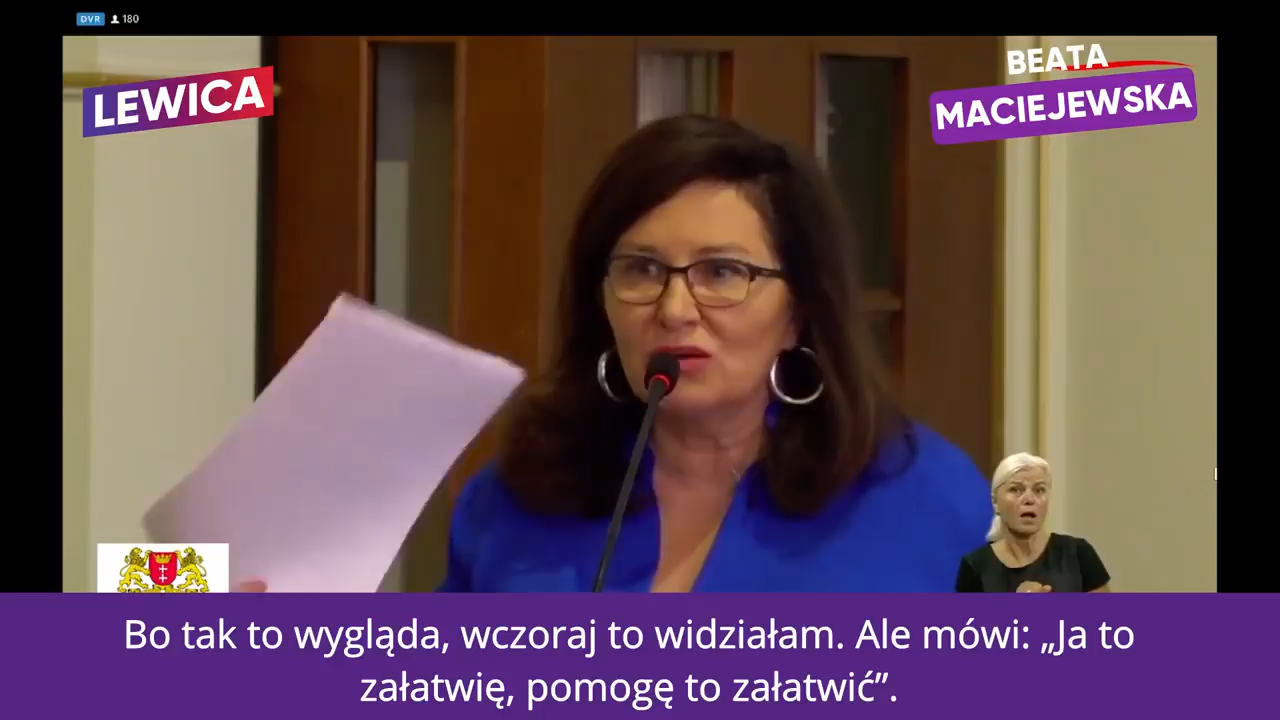 DVR 180
LEWICA
BEATA
MACIEJEWSKA
Bo tak to wygląda, wczoraj to widziałam. Ale mówi: „Ja to
załatwię, pomogę to załatwić”.